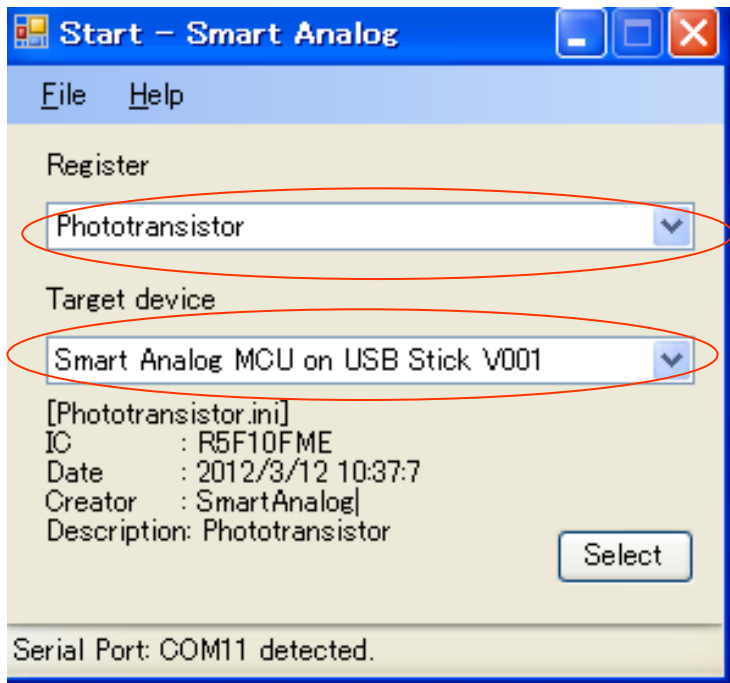 Start - Smart Analog
File Help
Register
Phototransistor
Target device
Smart Analog MCU on USB Stick V001
[Phototransistor.ini]
IC : R5F10FME
Date : 2012/3/12 10:37:7
Creator : SmartAnalog
Description: Phototransistor
Select
Serial Port: COM11 detected.